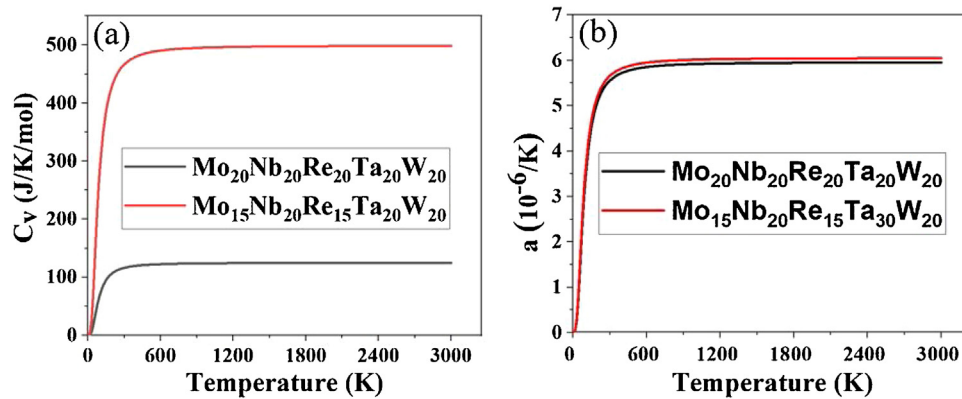 (a)
500
400
300
200
100
0
C_V (J/K/mol)
Mo₂₀Nb₂₀Re₂₀Ta₂₀W₂₀
Mo₁₅Nb₂₀Re₁₅Ta₂₀W₂₀
0 600 1200 1800 2400 3000
Temperature (K)
(b)
7
6
5
4
3
2
1
0
a (10⁻⁶/K)
Mo₂₀Nb₂₀Re₂₀Ta₂₀W₂₀
Mo₁₅Nb₂₀Re₁₅Ta₃₀W₂₀
0 600 1200 1800 2400 3000
Temperature (K)